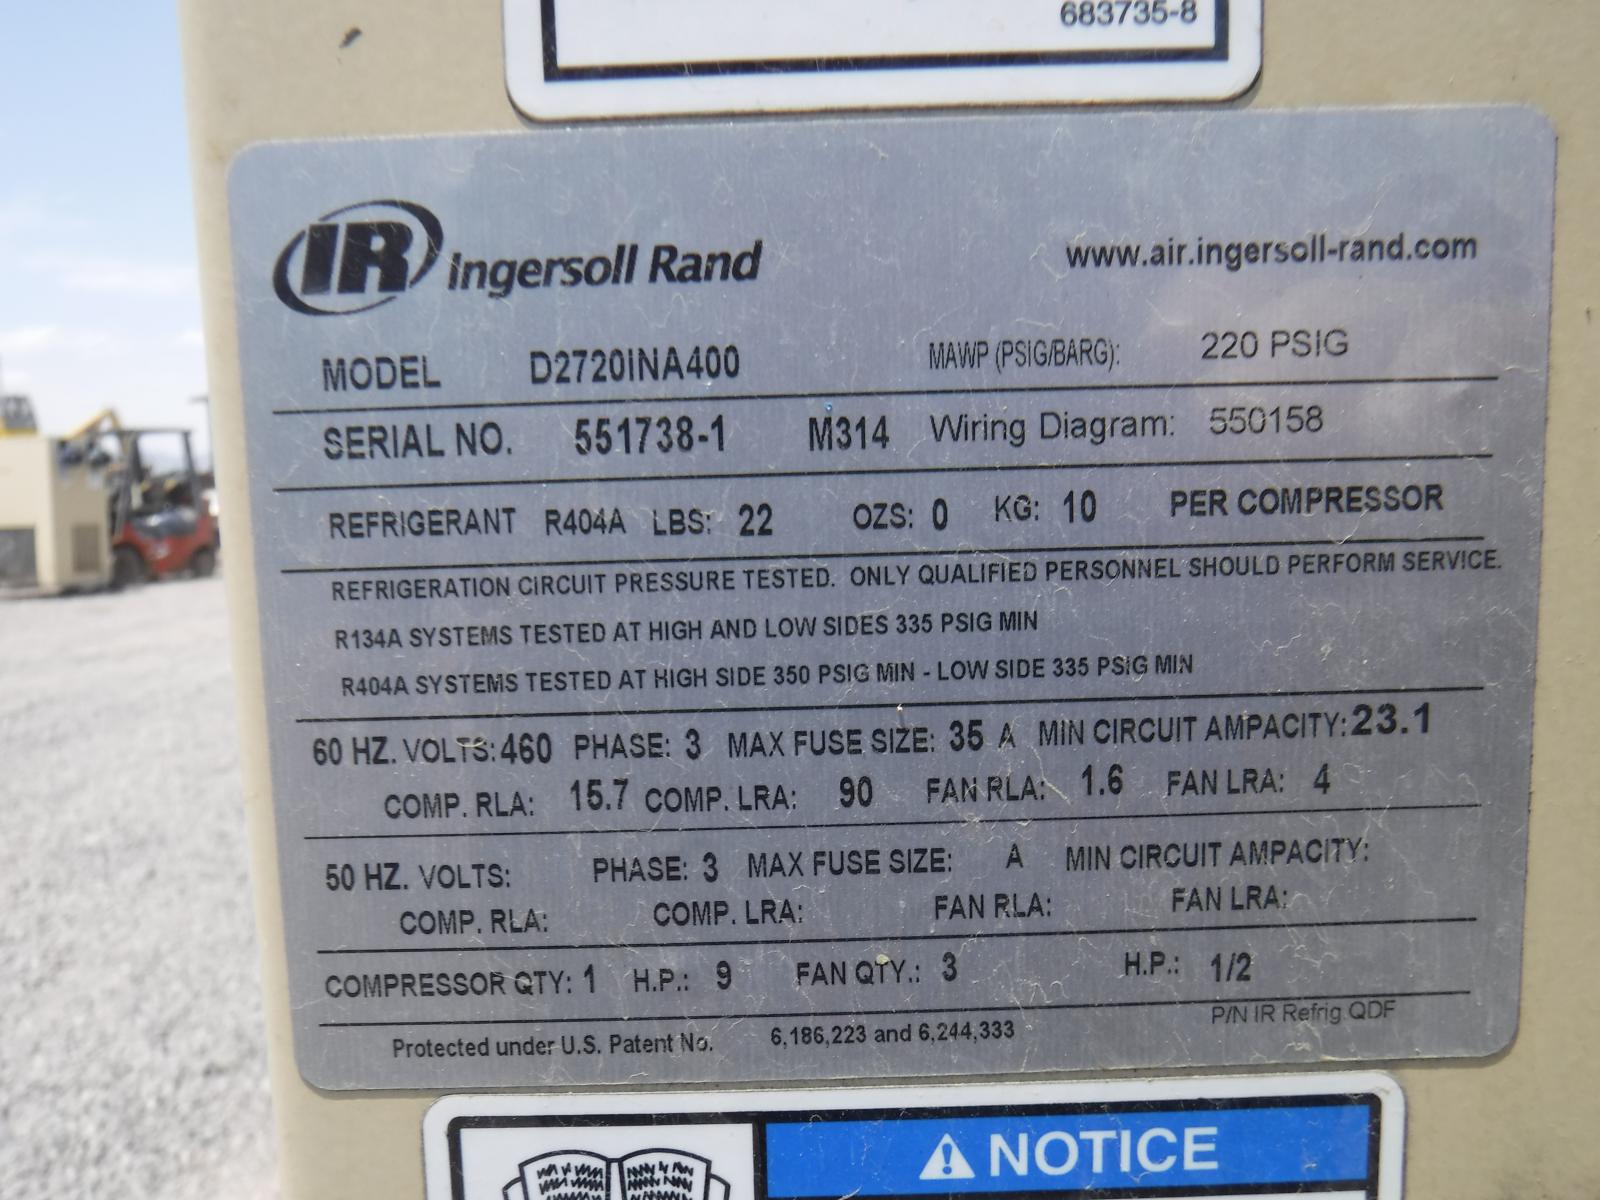 683735-8
IR Ingersoll Rand www.air.ingersoll-rand.com
MODEL D2720INA400 MAWP (PSIG/BARG): 220 PSIG
SERIAL NO. 551738-1 M314 Wiring Diagram: 550158
REFRIGERANT R404A LBS: 22 OZS: 0 KG: 10 PER COMPRESSOR
REFRIGERATION CIRCUIT PRESSURE TESTED. ONLY QUALIFIED PERSONNEL SHOULD PERFORM SERVICE.
R134A SYSTEMS TESTED AT HIGH AND LOW SIDES 335 PSIG MIN
R404A SYSTEMS TESTED AT HIGH SIDE 350 PSIG MIN - LOW SIDE 335 PSIG MIN
60 HZ. VOLTS: 460 PHASE: 3 MAX FUSE SIZE: 35 A MIN CIRCUIT AMPACITY: 23.1
COMP. RLA: 15.7 COMP. LRA: 90 FAN RLA: 1.6 FAN LRA: 4
50 HZ. VOLTS: PHASE: 3 MAX FUSE SIZE: A MIN CIRCUIT AMPACITY:
COMP. RLA: COMP. LRA: FAN RLA: FAN LRA:
COMPRESSOR QTY: 1 H.P.: 9 FAN QTY.: 3 H.P.: 1/2
P/N IR Refrig QDF
Protected under U.S. Patent No. 6,186,223 and 6,244,333
NOTICE